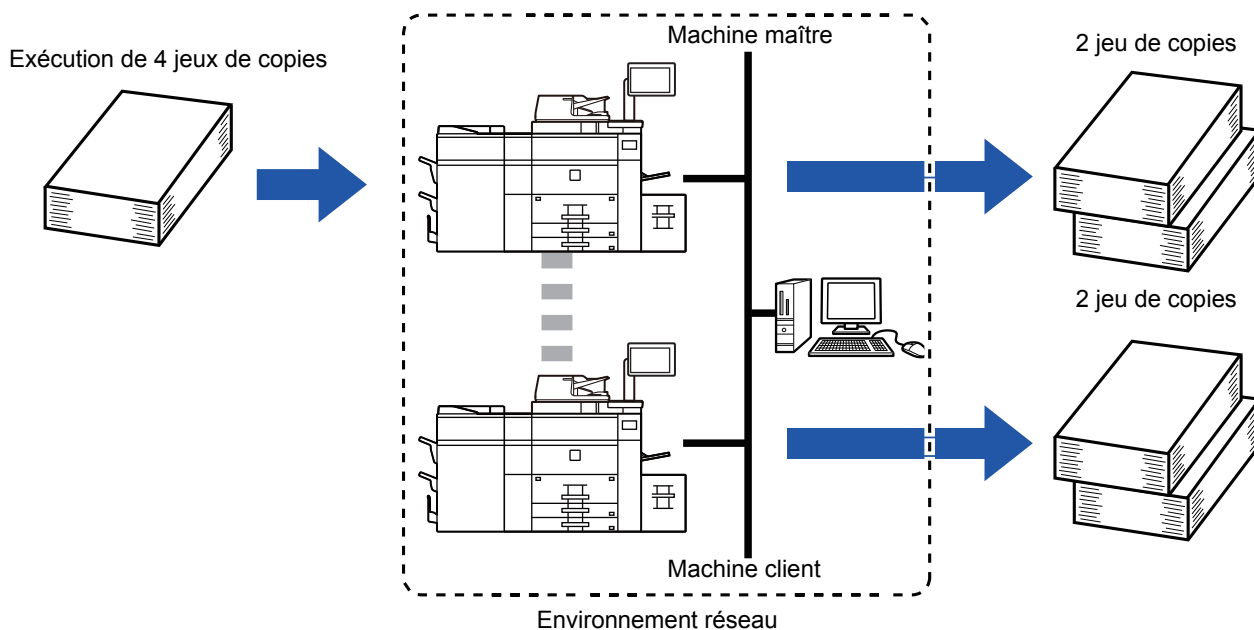 Machine maître
2 jeu de copies
Exécution de 4 jeux de copies
2 jeu de copies
Machine client
Environnement réseau